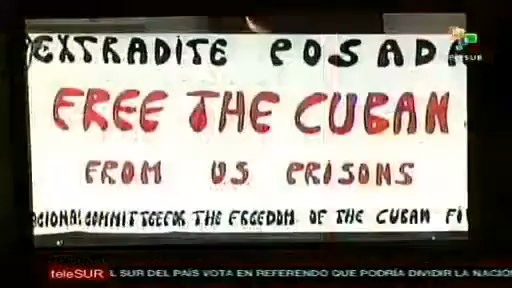 EXTRADITE POSADA
FREE THE CUBAN
FROM US PRISONS
COMMITTEE FOR THE FREEDOM OF THE CUBAN
teleSUR
teleSUR
L SUR DEL PAÍS VOTA EN REFERENDO QUE PODRÍA DIVIDIR LA NACIÓ